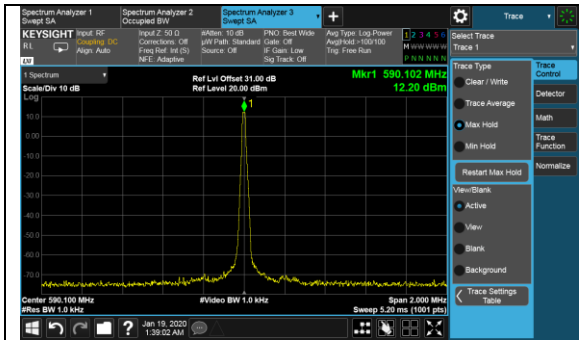 Spectrum Analyzer 1
Swept SA
Spectrum Analyzer 2
Occupied BW
Spectrum Analyzer 3
Swept SA
Trace
KEYSIGHT
RL
LW
Input: RF
Coupling: DC
Align: Auto
Input Z: 50 Ω
Corrections: Off
Freq Ref: Int (S)
NFE: Adaptive
#Atten: 10 dB
µW Path: Standard
Source: Off
PNO: Best Wide
Gate: Off
IF Gain: Low
Sig Track: Off
Avg Type: Log-Power
Avg|Hold:>100/100
Trig: Free Run
1 2 3 4 5 6
M W W W W W
P N N N N N
Select Trace
Trace 1
1 Spectrum
Scale/Div 10 dB
Log
Ref Lvl Offset 31.00 dB
Ref Level 20.00 dBm
Mkr1 590.102 MHz
12.20 dBm
1
10.0
0.00
-10.0
-20.0
-30.0
-40.0
-50.0
-60.0
-70.0
Center 590.100 MHz
#Res BW 1.0 kHz
#Video BW 1.0 kHz
Span 2.000 MHz
Sweep 5.20 ms (1001 pts)
Trace Type
Clear / Write
Trace Average
Max Hold
Min Hold
Restart Max Hold
View/Blank
Active
View
Blank
Background
Trace Settings
Table
Trace
Control
Detector
Math
Trace
Function
Normalize
?
Jan 19, 2020
1:39:02 AM